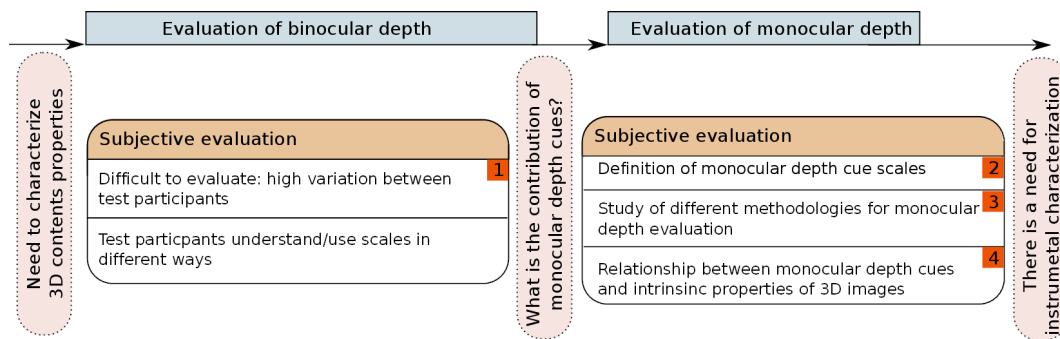 Evaluation of binocular depth
Evaluation of monocular depth
Need to characterize
3D contents properties
Subjective evaluation
1
Difficult to evaluate: high variation between
test participants
Test particpants understand/use scales in
different ways
What is the contribution of
monocular depth cues?
Subjective evaluation
Definition of monocular depth cue scales
2
Study of different methodologies for monocular
depth evaluation
3
Relationship between monocular depth cues
and intrinsinc properties of 3D images
4
There is a need for
instrumetal characterization